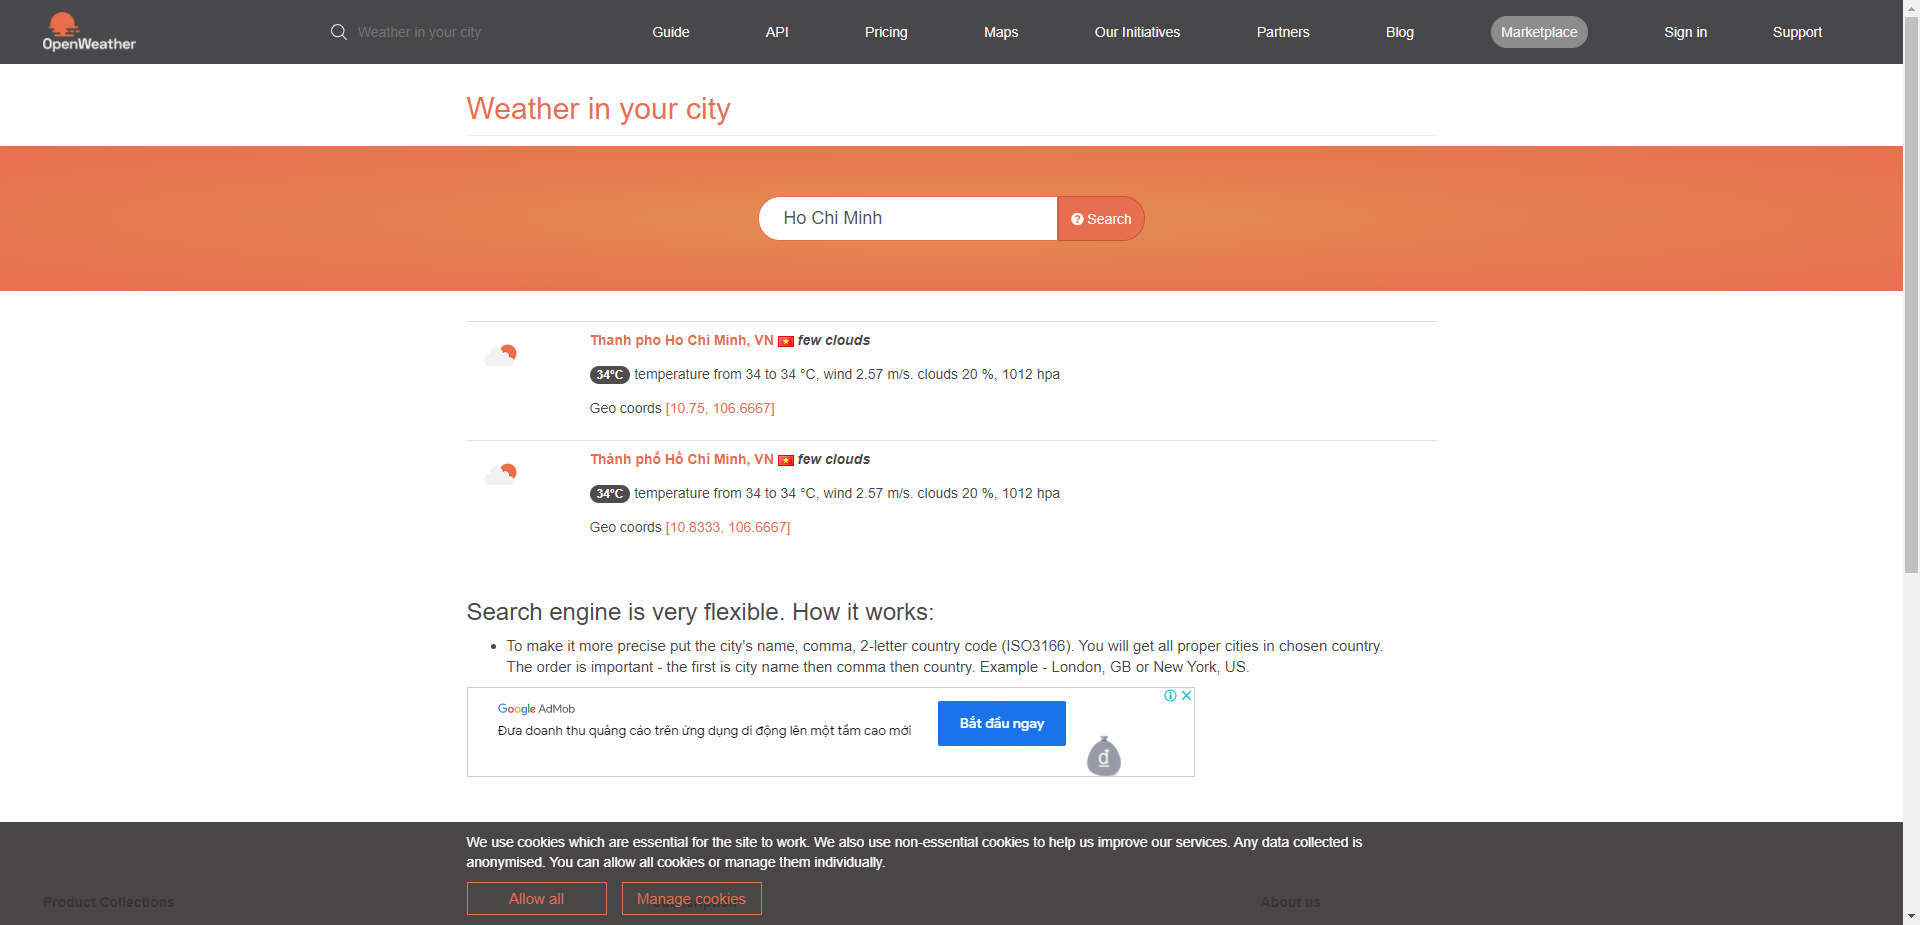 OpenWeather
Weather in your city
Guide
API
Pricing
Maps
Our Initiatives
Partners
Blog
Marketplace
Sign in
Support
Weather in your city
Ho Chi Minh
Search
Thanh pho Ho Chi Minh, VN few clouds
34°C temperature from 34 to 34 °C, wind 2.57 m/s. clouds 20 %, 1012 hpa
Geo coords [10.75, 106.6667]
Thành phố Hồ Chí Minh, VN few clouds
34°C temperature from 34 to 34 °C, wind 2.57 m/s. clouds 20 %, 1012 hpa
Geo coords [10.8333, 106.6667]
Search engine is very flexible. How it works:
To make it more precise put the city's name, comma, 2-letter country code (ISO3166). You will get all proper cities in chosen country.
The order is important - the first is city name then comma then country. Example - London, GB or New York, US.
Google AdMob
Đưa doanh thu quảng cáo trên ứng dụng di động lên một tầm cao mới
Bắt đầu ngay
đ
We use cookies which are essential for the site to work. We also use non-essential cookies to help us improve our services. Any data collected is
anonymised. You can allow all cookies or manage them individually.
Allow all
Manage cookies
Product Collections
About us